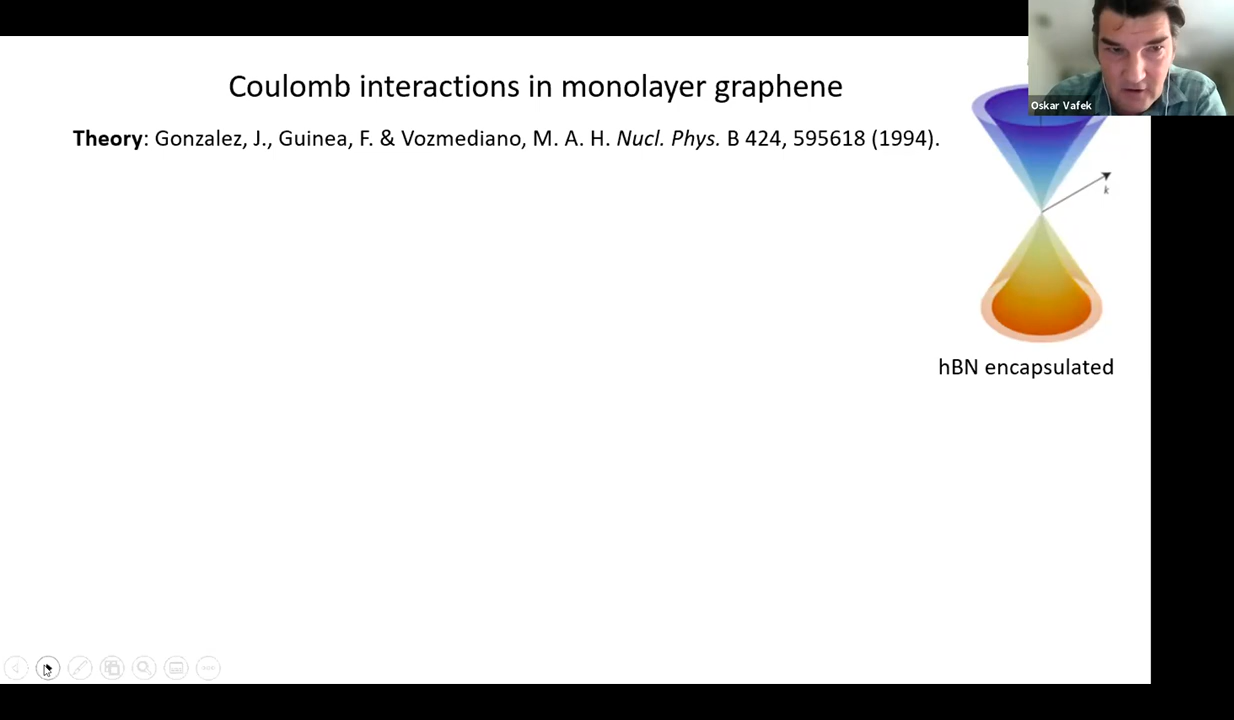 Coulomb interactions in monolayer graphene
Oskar Vafek
Theory: Gonzalez, J., Guinea, F. & Vozmediano, M. A. H. Nucl. Phys. B 424, 595618 (1994).
k
hBN encapsulated